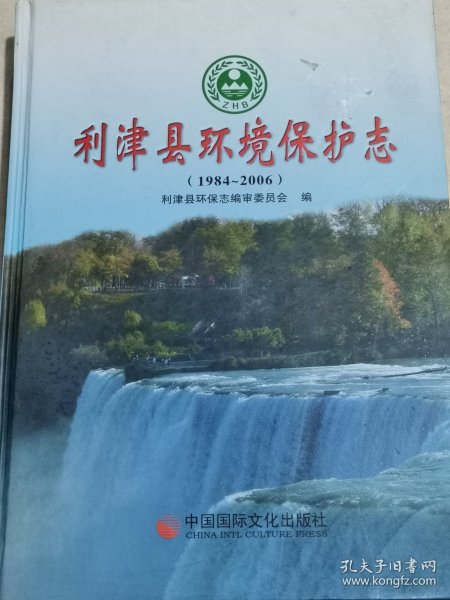 ZHB
利津县环境保护志
（1984~2006）
利津县环保志编审委员会 编
中国国际文化出版社
CHINA INTL CULTURE PRESS
孔夫子旧书网
www.kongfz.com